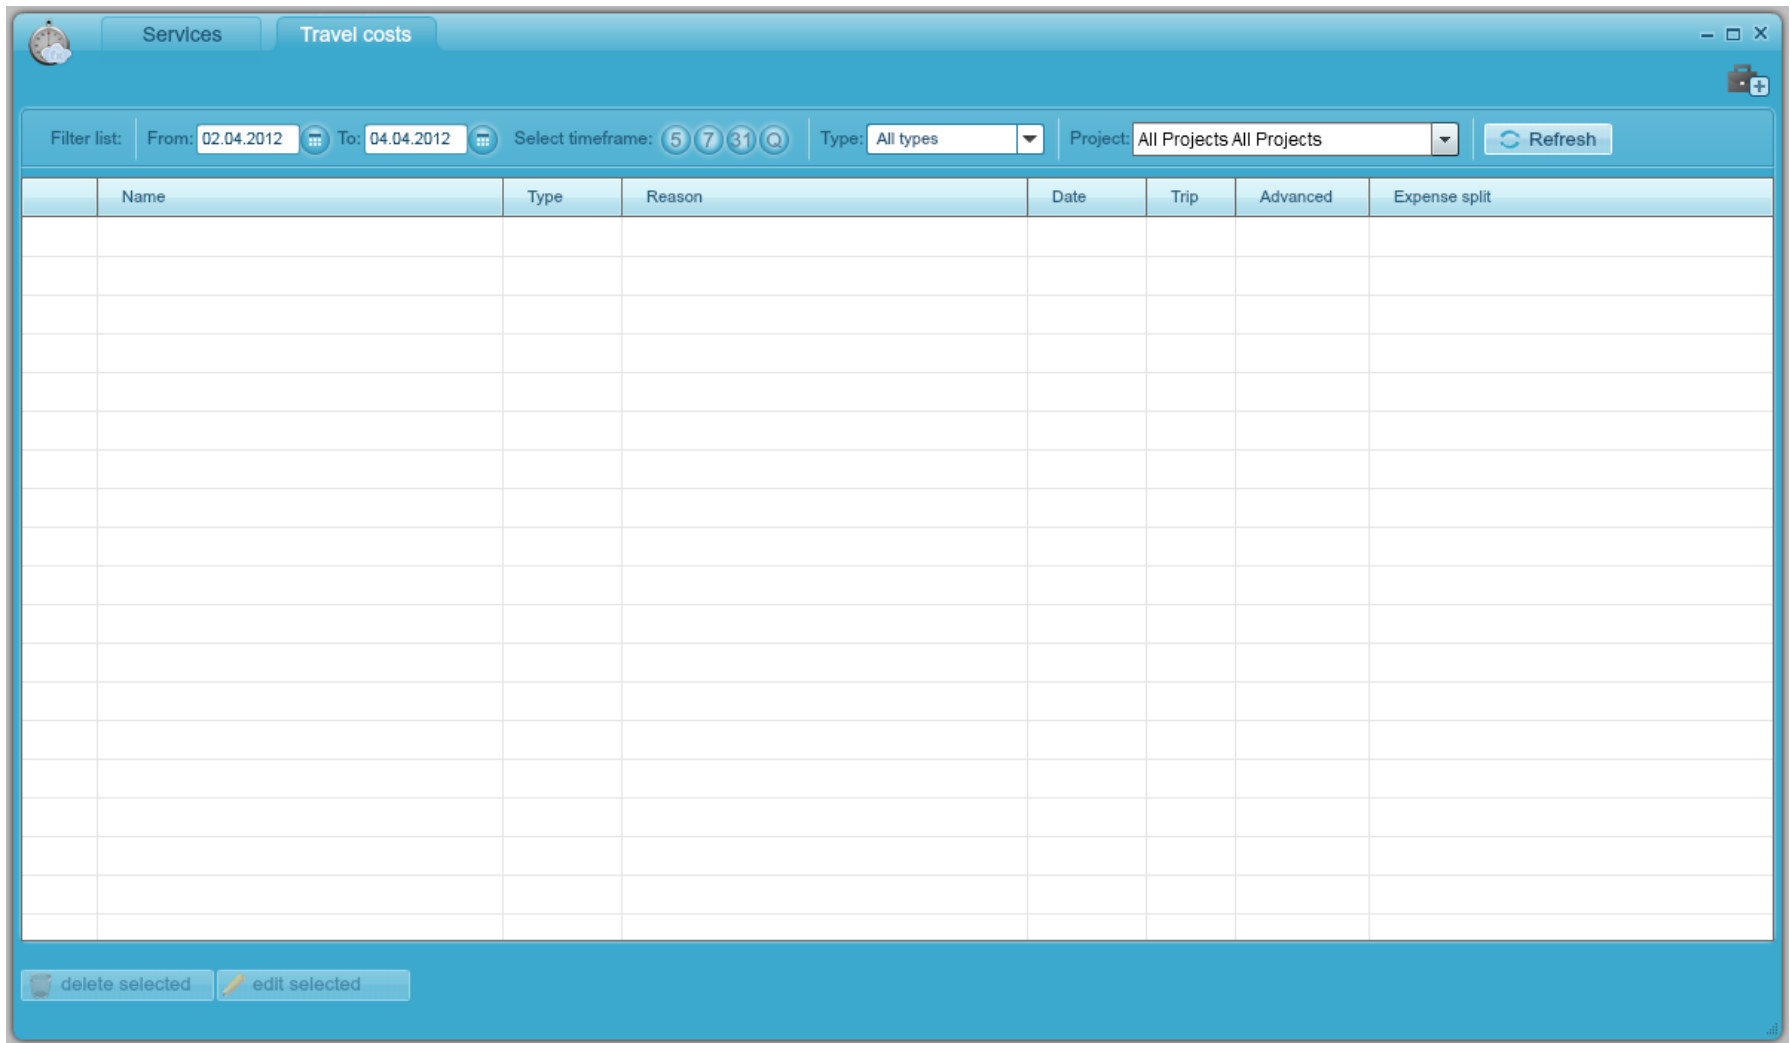 Services Travel costs
Filter list: From: 02.04.2012 To: 04.04.2012 Select timeframe: 5 7 31 Q Type: All types Project: All Projects All Projects Refresh
Name Type Reason Date Trip Advanced Expense split
delete selected edit selected